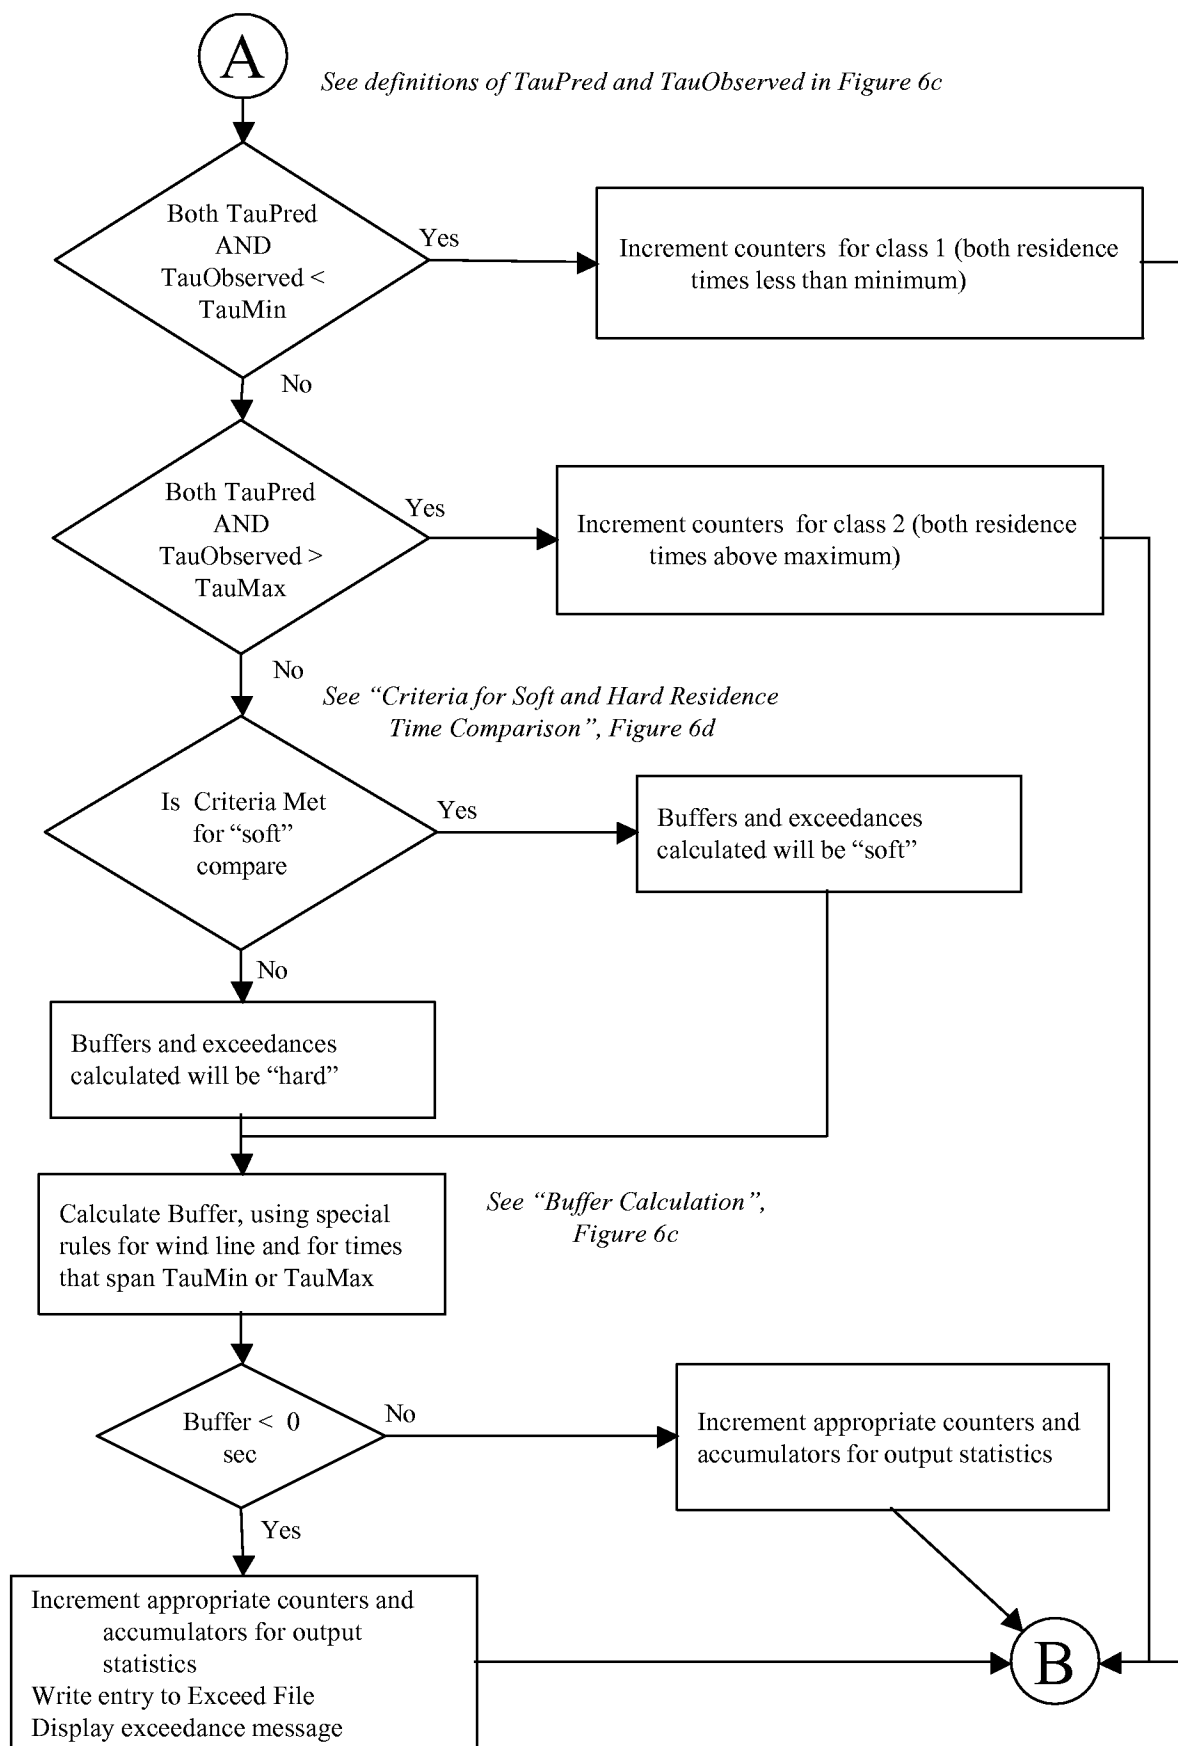 A
See definitions of TauPred and TauObserved in Figure 6c
Both TauPred
AND
TauObserved <
TauMin
Yes
Increment counters for class 1 (both residence
times less than minimum)
No
Both TauPred
AND
TauObserved >
TauMax
Yes
Increment counters for class 2 (both residence
times above maximum)
No
See “Criteria for Soft and Hard Residence
Time Comparison”, Figure 6d
Is Criteria Met
for “soft”
compare
Yes
Buffers and exceedances
calculated will be “soft”
No
Buffers and exceedances
calculated will be “hard”
Calculate Buffer, using special
rules for wind line and for times
that span TauMin or TauMax
See “Buffer Calculation”,
Figure 6c
Buffer < 0
sec
No
Increment appropriate counters and
accumulators for output statistics
Yes
Increment appropriate counters and
accumulators for output
statistics
Write entry to Exceed File
Display exceedance message
B